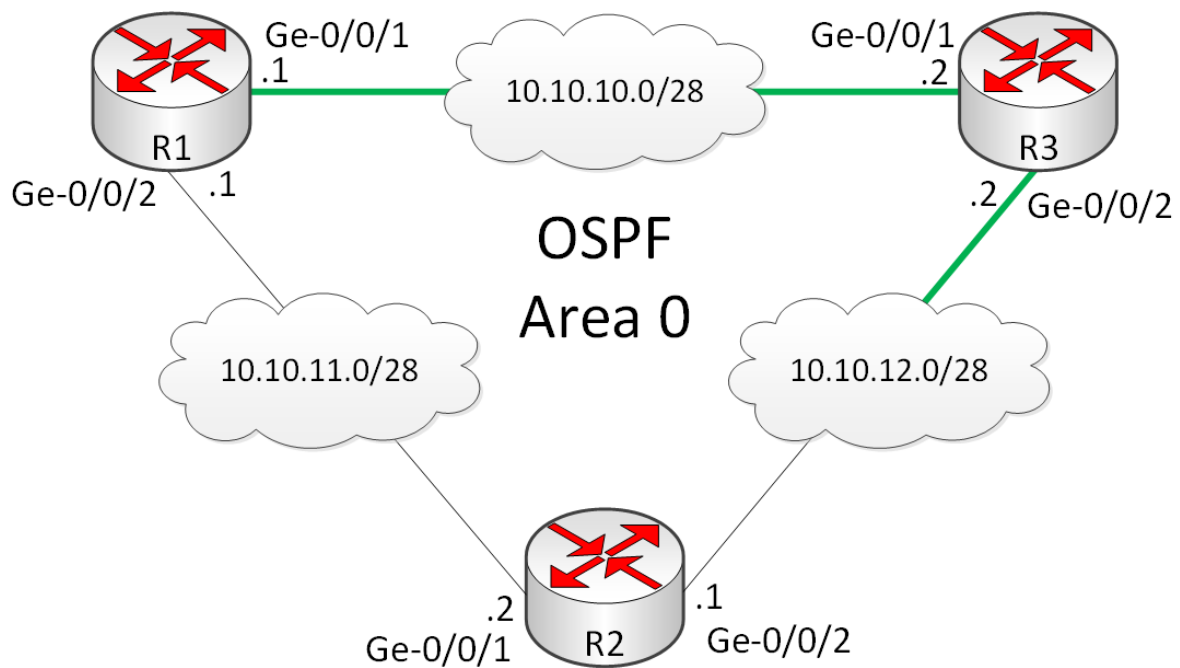 Ge-0/0/1
.1
10.10.10.0/28
Ge-0/0/1
.2
R1
R3
Ge-0/0/2
.1
.2
Ge-0/0/2
OSPF
Area 0
10.10.11.0/28
10.10.12.0/28
.2
Ge-0/0/1
R2
.1
Ge-0/0/2